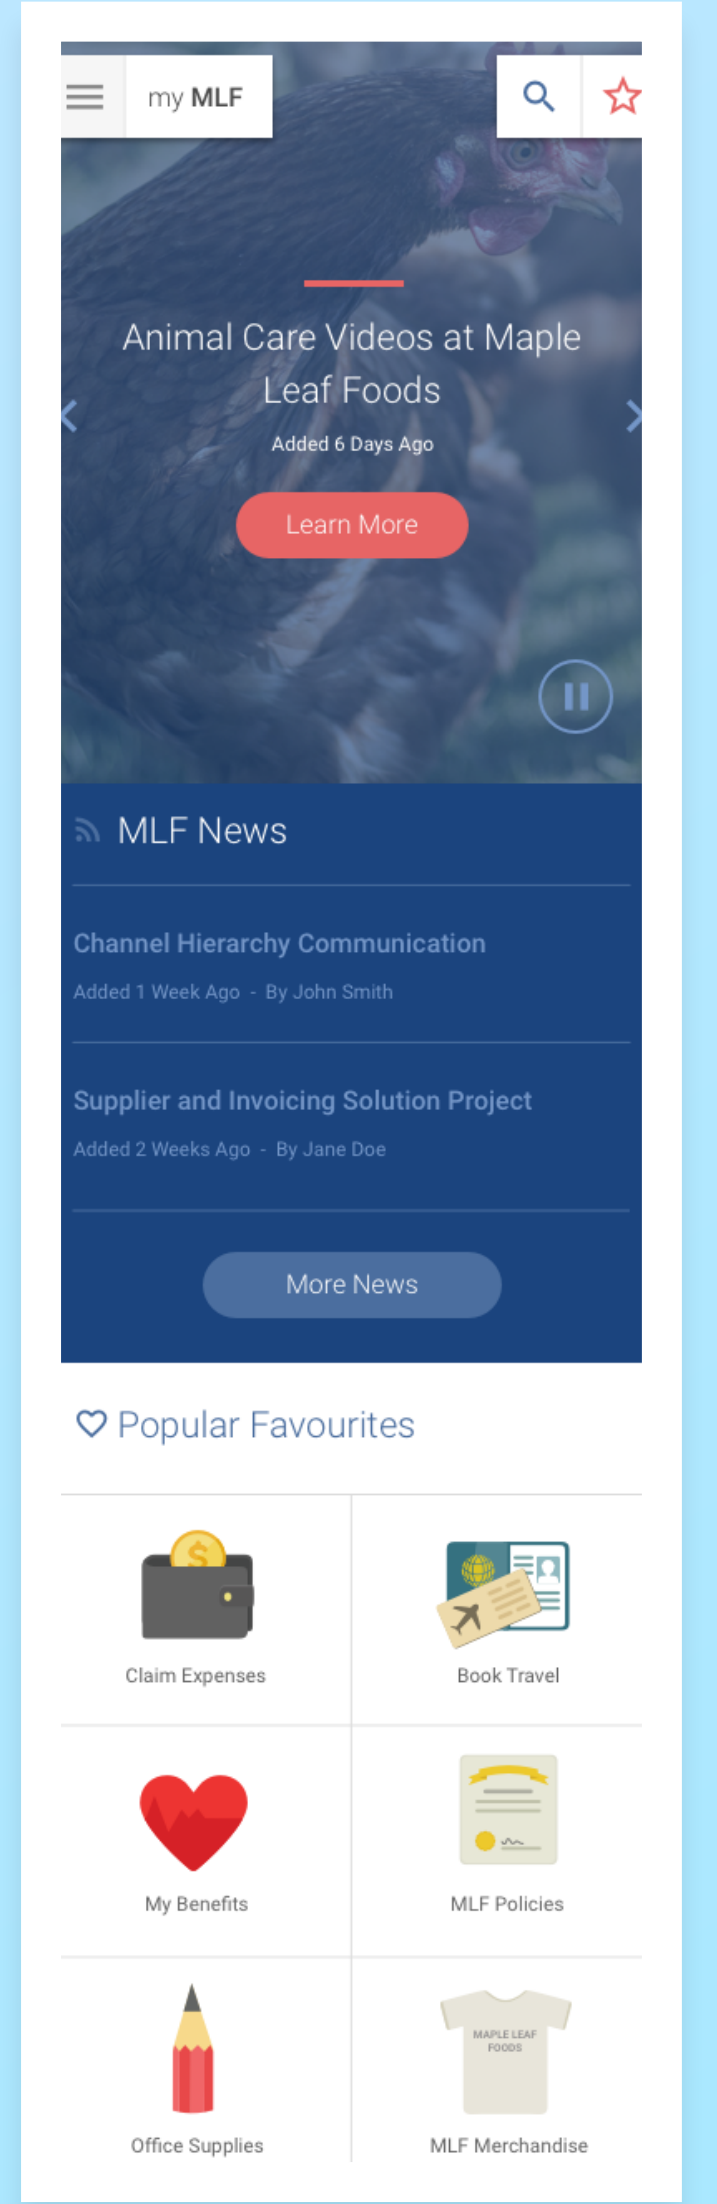 my MLF
Animal Care Videos at Maple
Leaf Foods
Added 6 Days Ago
Learn More
MLF News
Channel Hierarchy Communication
Added 1 Week Ago - By John Smith
Supplier and Invoicing Solution Project
Added 2 Weeks Ago - By Jane Doe
More News
Popular Favourites
$
Claim Expenses
Book Travel
My Benefits
MLF Policies
MAPLE LEAF
FOODS
Office Supplies
MLF Merchandise